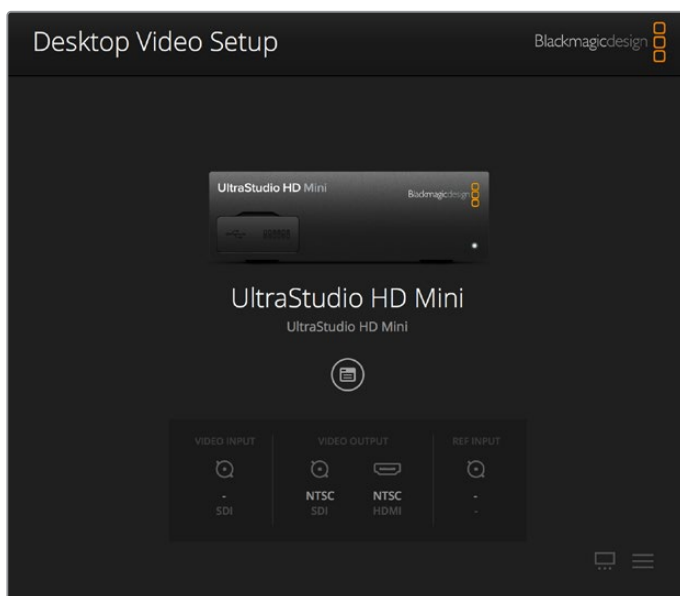 Desktop Video Setup
Blackmagicdesign
UltraStudio HD Mini
Blackmagicdesign
UltraStudio HD Mini
UltraStudio HD Mini
VIDEO INPUT VIDEO OUTPUT REF INPUT
- NTSC NTSC -
SDI SDI HDMI -